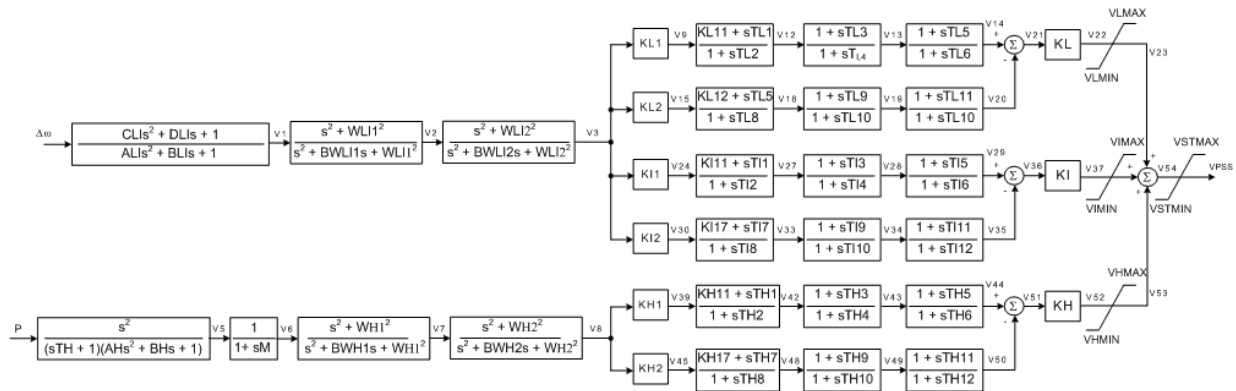 V14
VLMAX
V9
KL11 + sTL1
V12
1 + sTL3
V13
1 + sTL5
V21
V22
KL1
+
Σ
KL
V23
1 + sTL2
1 + sTL4
1 + sTL6
-
VLMIN
V15
KL12 + sTL5
V18
1 + sTL9
V19
1 + sTL11
V20
KL2
1 + sTL8
1 + sTL10
1 + sTL10
Δω
CLIs² + DLIs + 1
V1
s² + WLI1²
V2
s² + WLI2²
V3
ALIs² + BLIs + 1
s² + BWLI1s + WLI1²
s² + BWLI2s + WLI2²
V29
VIMAX
VSTMAX
V24
KI11 + sTI1
V27
1 + sTI3
V28
1 + sTI5
V36
V37
+
V54
KI1
+
Σ
KI
+
Σ
VPSS
1 + sTI2
1 + sTI4
1 + sTI6
-
VIMIN
+
VSTMIN
V30
KI17 + sTI7
V33
1 + sTI9
V34
1 + sTI11
V35
KI2
1 + sTI8
1 + sTI10
1 + sTI12
V44
VHMAX
V39
KH11 + sTH1
V42
1 + sTH3
V43
1 + sTH5
V51
V52
V53
KH1
+
Σ
KH
1 + sTH2
1 + sTH4
1 + sTH6
-
VHMIN
P
s²
V5
1
V6
s² + WH1²
V7
s² + WH2²
V8
(sTH + 1)(AHs² + BHs + 1)
1+ sM
s² + BWH1s + WH1²
s² + BWH2s + WH2²
V45
KH17 + sTH7
V48
1 + sTH9
V49
1 + sTH11
V50
KH2
1 + sTH8
1 + sTH10
1 + sTH12